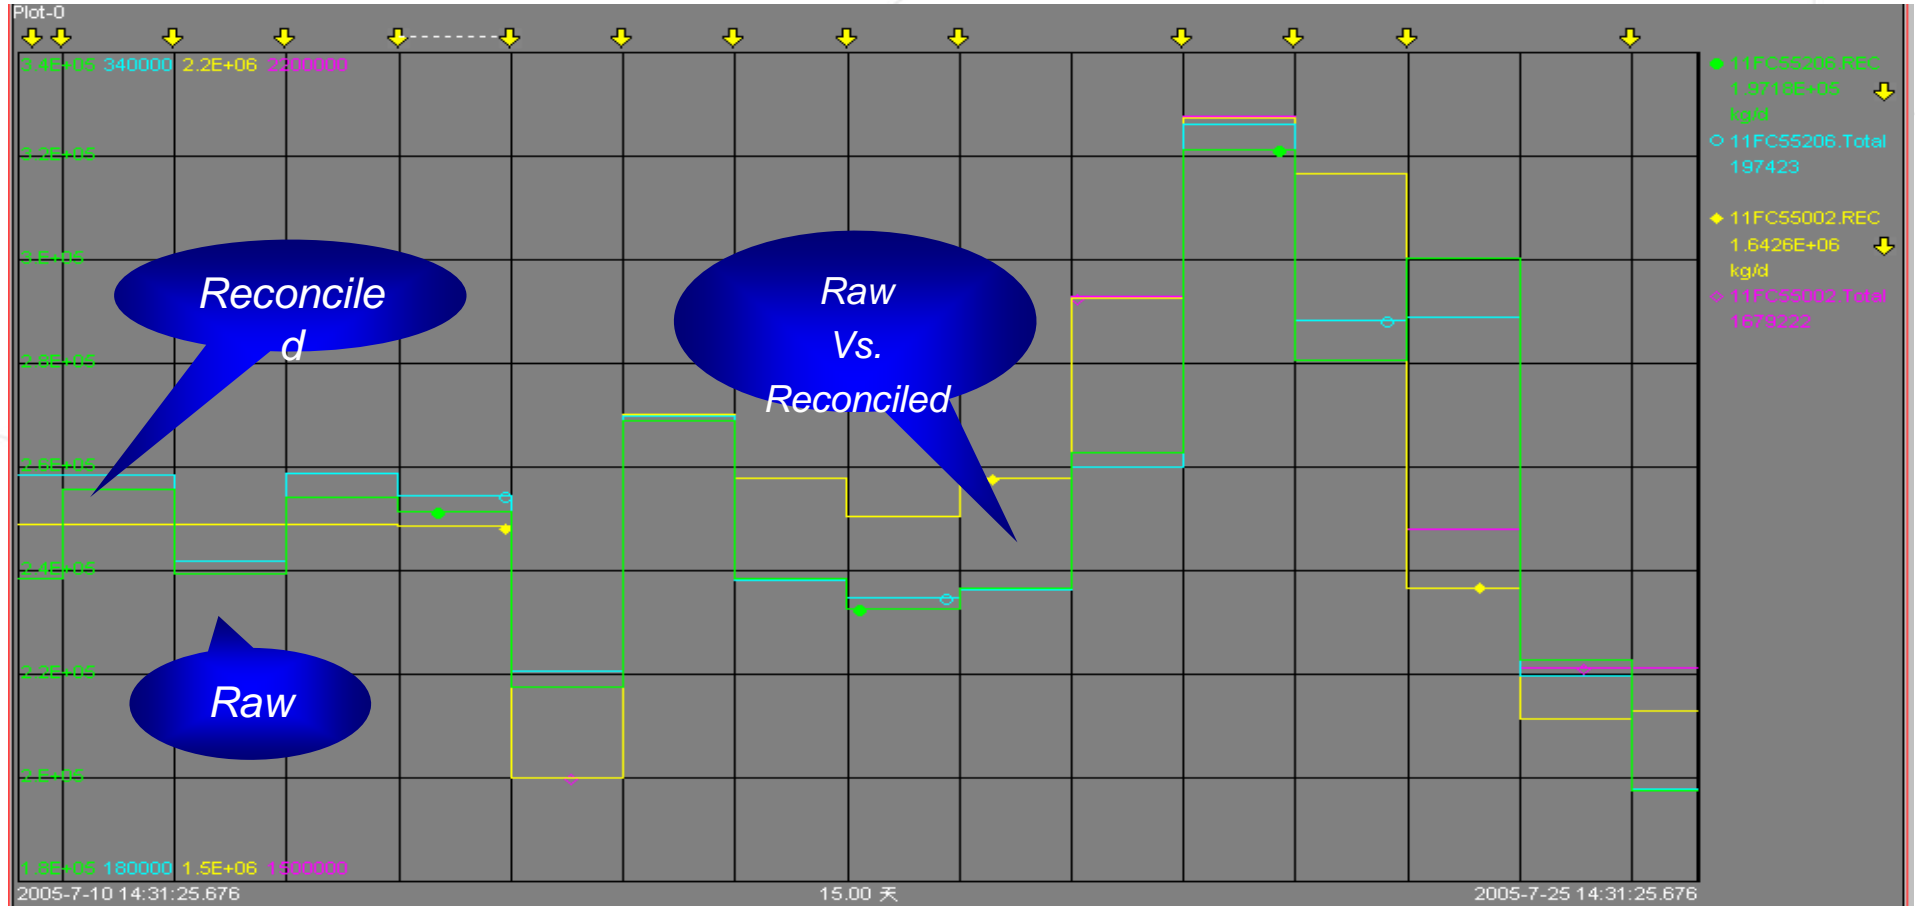 Plot-0
3.4E+05 340000 2.2E+06 2200000
3.2E+05
3E+05
2.8E+05
2.6E+05
2.4E+05
2.2E+05
2E+05
1.8E+05 180000 1.5E+06 1500000
2005-7-10 14:31:25.676 15.00 天 2005-7-25 14:31:25.676
Reconcile
d
Raw
Raw
Vs.
Reconciled
11FC55206.REC
1.9718E+05
kg/d
11FC55206.Total
197423
11FC55002.REC
1.6426E+06
kg/d
11FC55002.Total
1679222